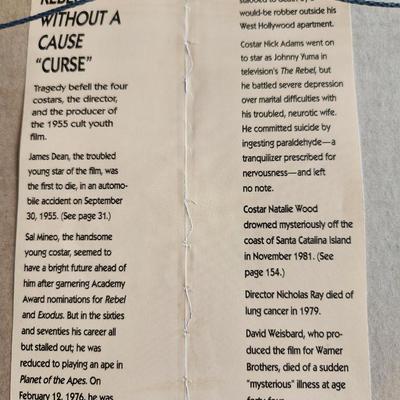 REBEL
WITHOUT A
CAUSE
"CURSE"
Tragedy befell the four
costars, the director,
and the producer of
the 1955 cult youth
film.
James Dean, the troubled
young star of the film, was
the first to die, in an automo-
bile accident on September
30, 1955. (See page 31.)
Sal Mineo, the handsome
young costar, seemed to
have a bright future ahead of
him after garnering Academy
Award nominations for Rebel
and Exodus. But in the sixties
and seventies his career all
but stalled out; he was
reduced to playing an ape in
Planet of the Apes. On
February 12, 1976, he was
would-be robber outside his
West Hollywood apartment.
Costar Nick Adams went on
to star as Johnny Yuma in
television's The Rebel, but
he battled severe depression
over marital difficulties with
his troubled, neurotic wife.
He committed suicide by
ingesting paraldehyde—a
tranquilizer prescribed for
nervousness—and left
no note.
Costar Natalie Wood
drowned mysteriously off the
coast of Santa Catalina Island
in November 1981. (See
page 154.)
Director Nicholas Ray died of
lung cancer in 1979.
David Weisbard, who pro-
duced the film for Warner
Brothers, died of a sudden
"mysterious" illness at age
forty-four